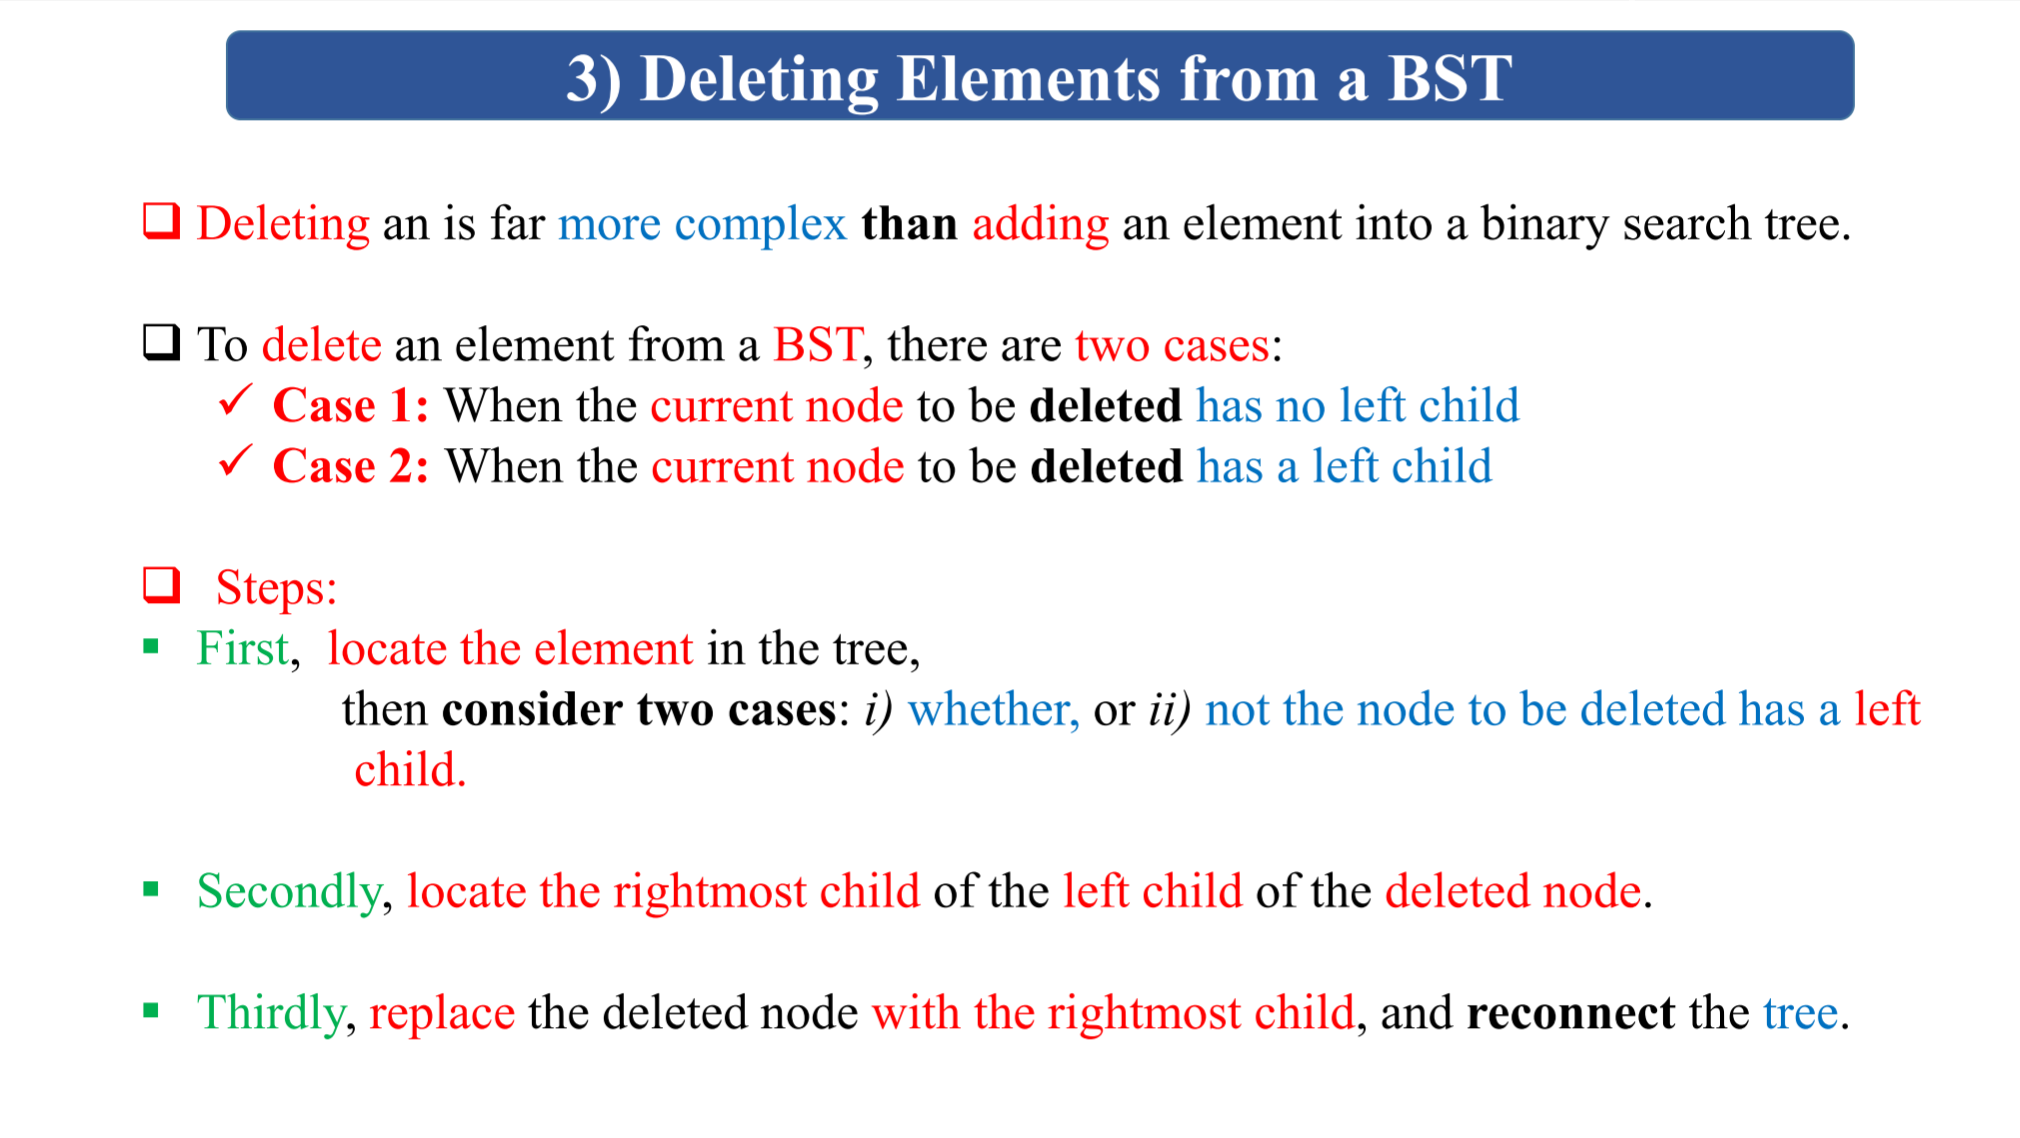 3) Deleting Elements from a BST
Deleting an is far more complex than adding an element into a binary search tree.
To delete an element from a BST, there are two cases:
Case 1: When the current node to be deleted has no left child
Case 2: When the current node to be deleted has a left child
Steps:
First, locate the element in the tree,
then consider two cases: i) whether, or ii) not the node to be deleted has a left
child.
Secondly, locate the rightmost child of the left child of the deleted node.
Thirdly, replace the deleted node with the rightmost child, and reconnect the tree.